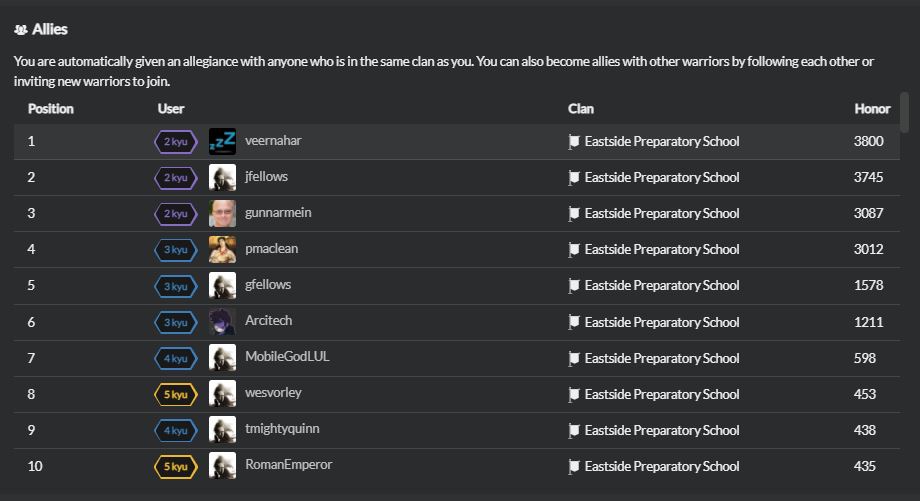 Allies
You are automatically given an allegiance with anyone who is in the same clan as you. You can also become allies with other warriors by following each other or
inviting new warriors to join.
Position User Clan Honor
1 2 kyu zzZ veernahar Eastside Preparatory School 3800
2 2 kyu jfellows Eastside Preparatory School 3745
3 2 kyu gunnarmein Eastside Preparatory School 3087
4 3 kyu pmaclean Eastside Preparatory School 3012
5 3 kyu gfellows Eastside Preparatory School 1578
6 3 kyu Arcitech Eastside Preparatory School 1211
7 4 kyu MobileGodLUL Eastside Preparatory School 598
8 5 kyu wesvorley Eastside Preparatory School 453
9 4 kyu tmightyquinn Eastside Preparatory School 438
10 5 kyu RomanEmperor Eastside Preparatory School 435